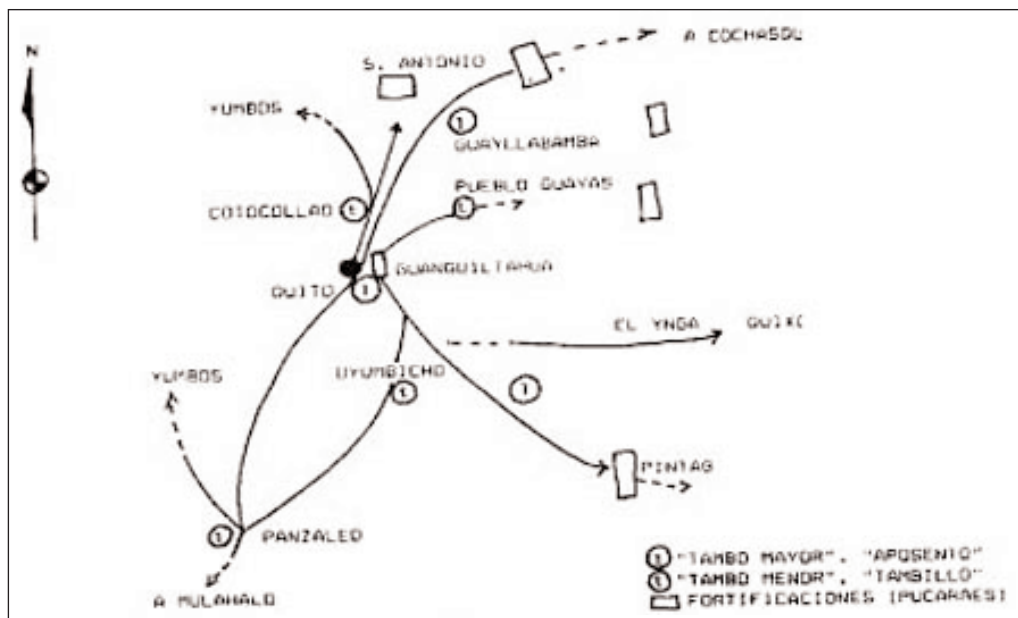 N
A COCHASQU
S. ANTONIO
YUMBOS
GUAYLLABAMBA
PUEBLO GUAYAS
COTOCOLLAO
GUANGUILTAHUA
QUITO
EL YNGA QUIXO
UYUMBICHO
YUMBOS
PINTAG
PANZALEO
A MULAHALO
"TAMBO MAYOR", "APOSENTO"
"TAMBO MENOR", "TAMBILLO"
FORTIFICACIONES (PUCARAES)